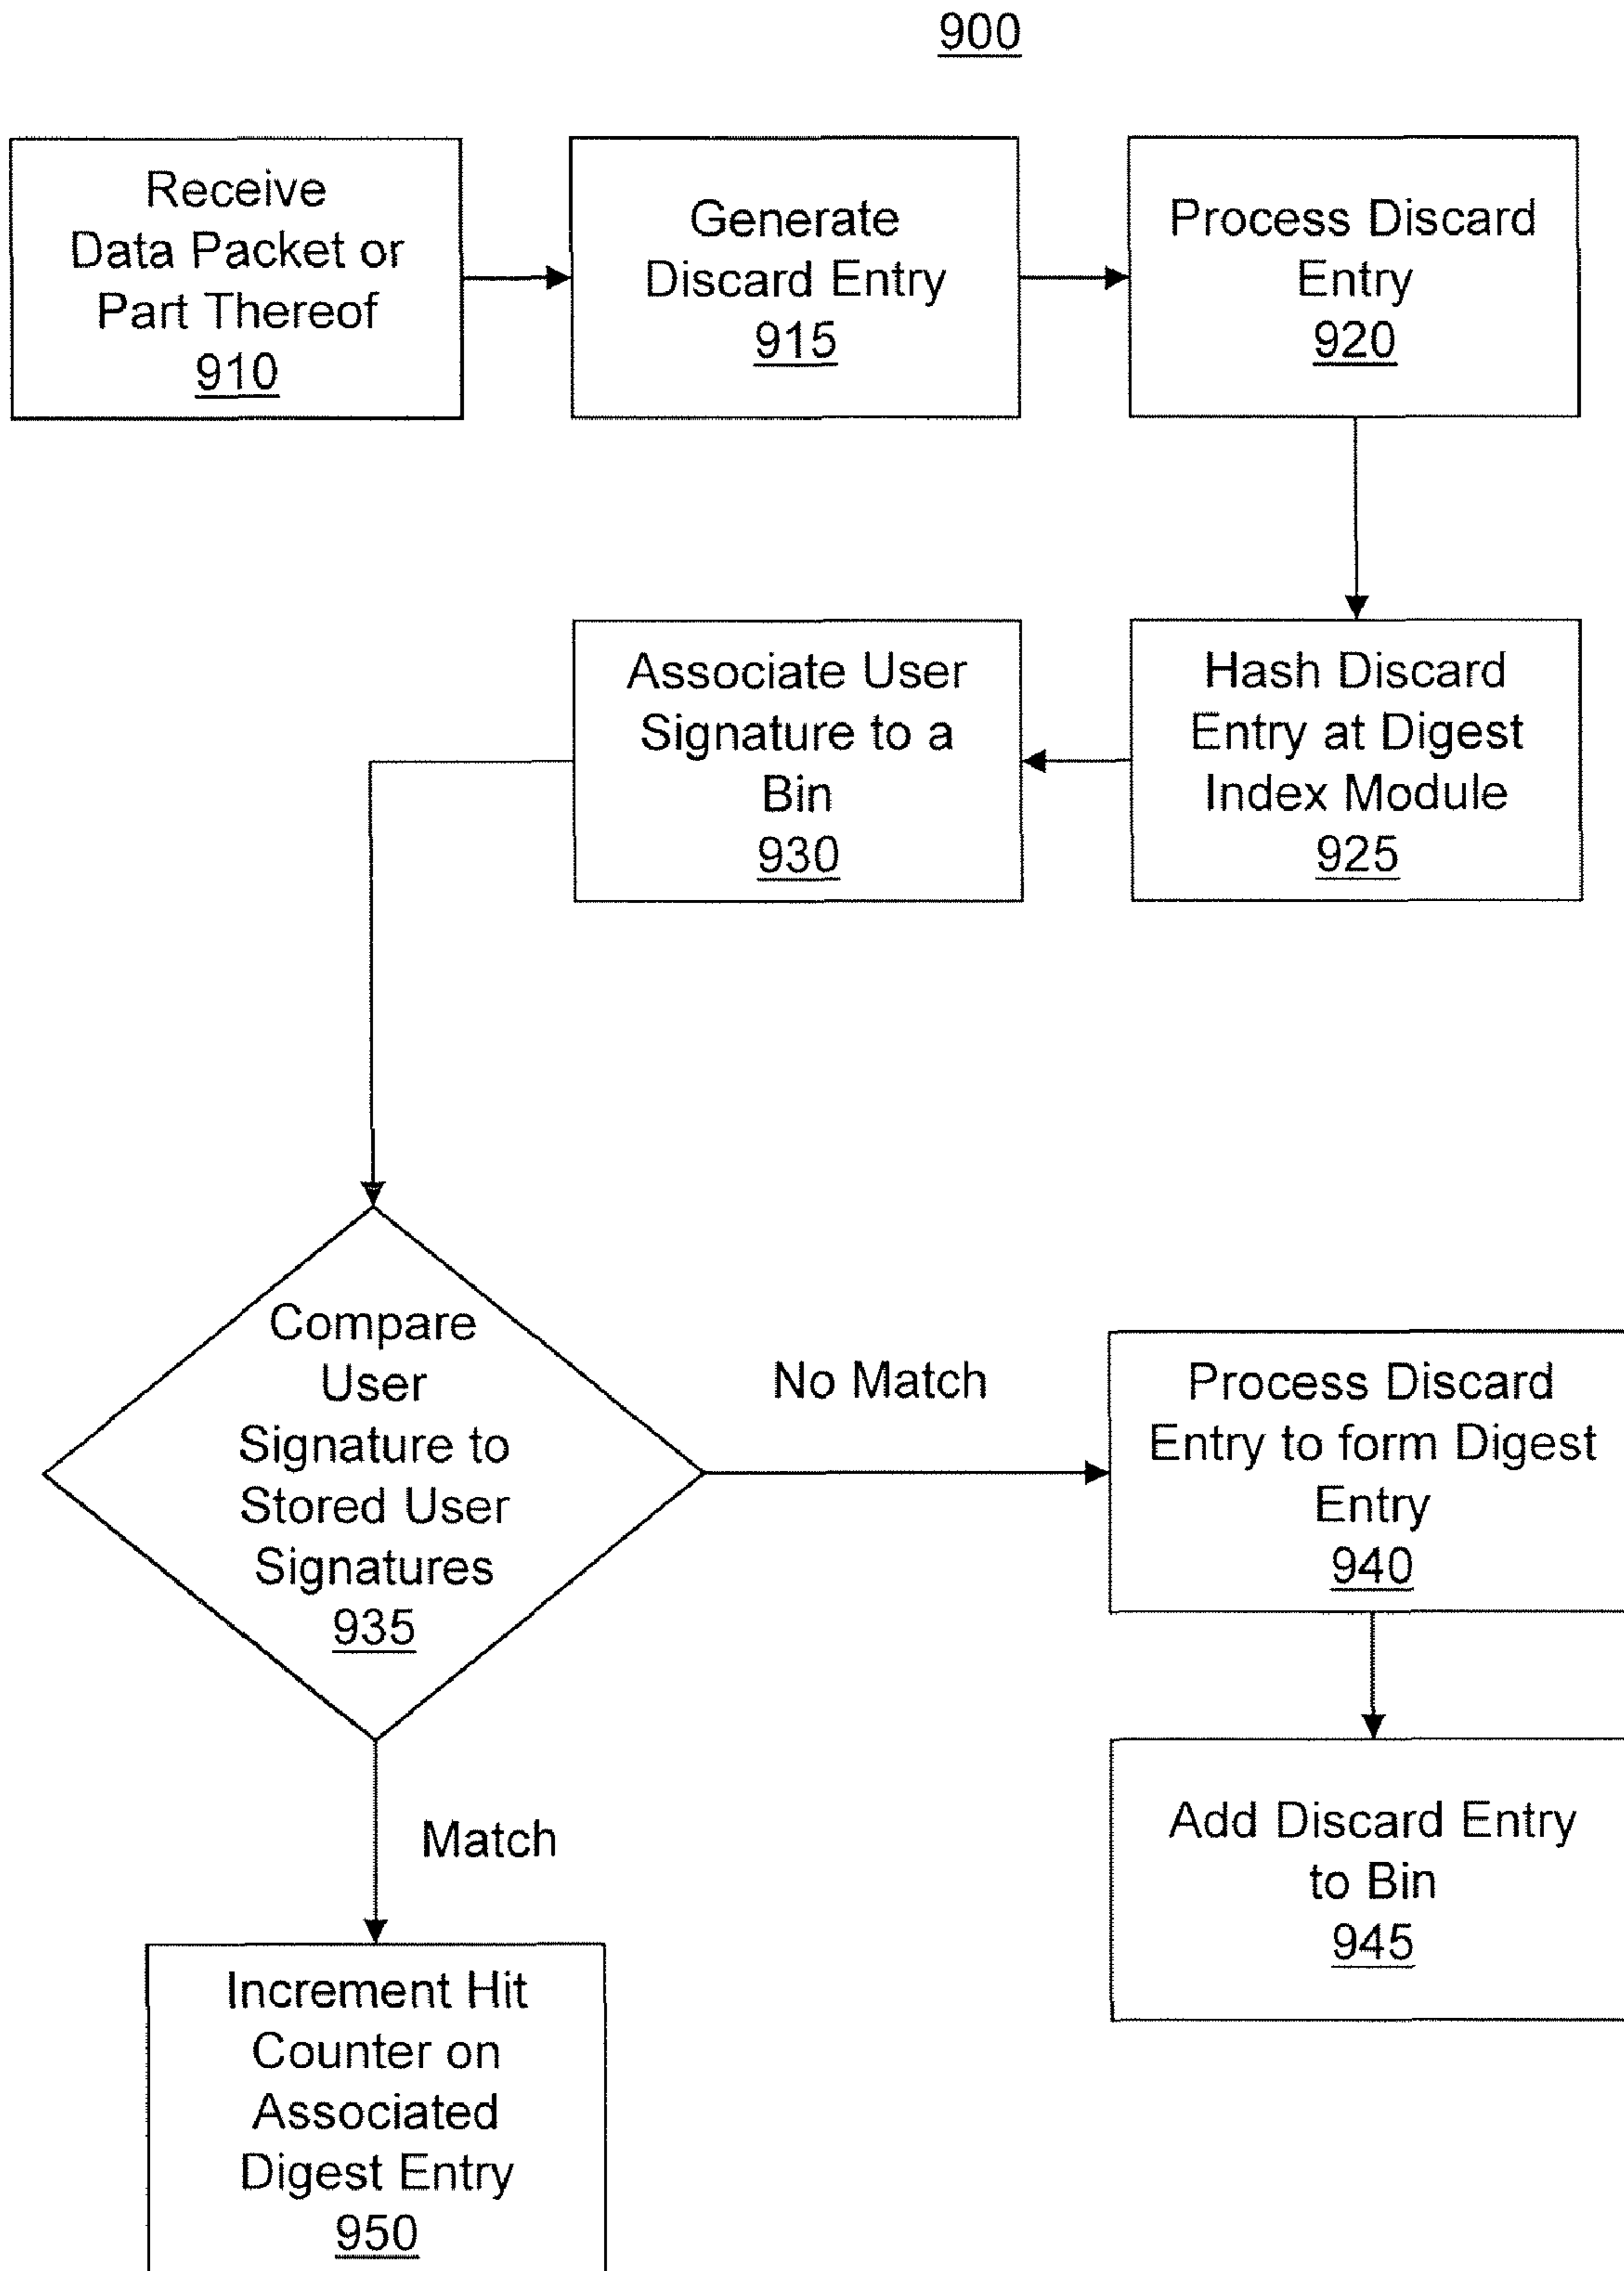 900
Receive
Data Packet or
Part Thereof
910
Generate
Discard Entry
915
Process Discard
Entry
920
Hash Discard
Entry at Digest
Index Module
925
Associate User
Signature to a
Bin
930
Compare
User
Signature to
Stored User
Signatures
935
No Match
Process Discard
Entry to form Digest
Entry
940
Add Discard Entry
to Bin
945
Match
Increment Hit
Counter on
Associated
Digest Entry
950